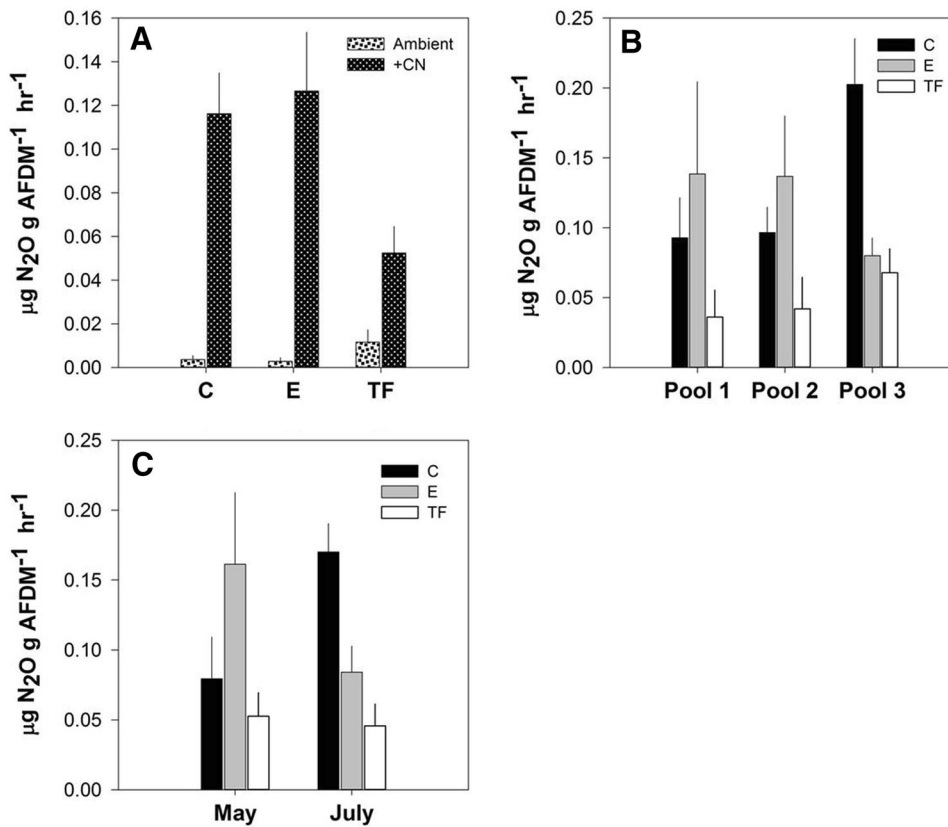 A
Ambient
+CN
0.16
0.14
0.12
0.10
0.08
0.06
0.04
0.02
0.00
µg N₂O g AFDM⁻¹ hr⁻¹
C E TF
B
C
E
TF
0.25
0.20
0.15
0.10
0.05
0.00
µg N₂O g AFDM⁻¹ hr⁻¹
Pool 1 Pool 2 Pool 3
C
C
E
TF
0.25
0.20
0.15
0.10
0.05
0.00
µg N₂O g AFDM⁻¹ hr⁻¹
May July